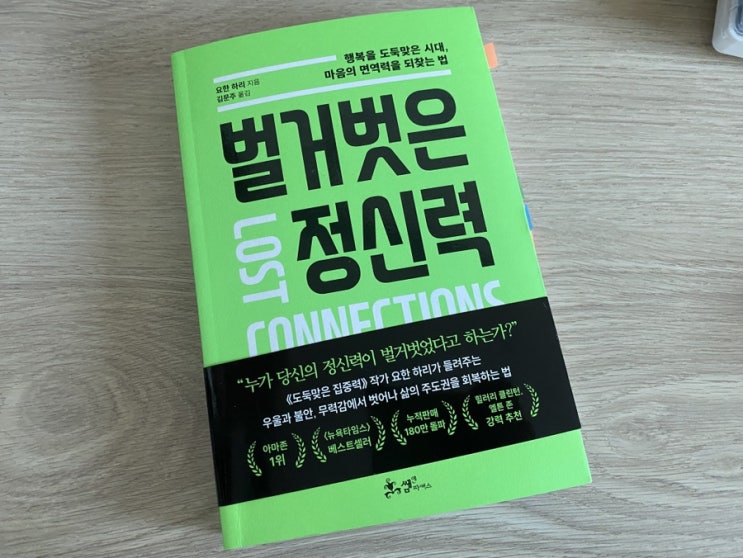 행복을 도둑맞은 시대,
마음의 면역력을 되찾는 법
요한 하리 지음
김문주 옮김
벌거벗은
정신력
LOST
CONNECTIONS
“누가 당신의 정신력이 벌거벗었다고 하는가?”
《도둑맞은 집중력》 작가 요한 하리가 들려주는
우울과 불안, 무력감에서 벗어나 삶의 주도권을 회복하는 법
아마존
1위
〈뉴욕타임스〉
베스트셀러
누적판매
180만 돌파
힐러리 클린턴,
엘튼 존
강력 추천
쌤앤
파커스